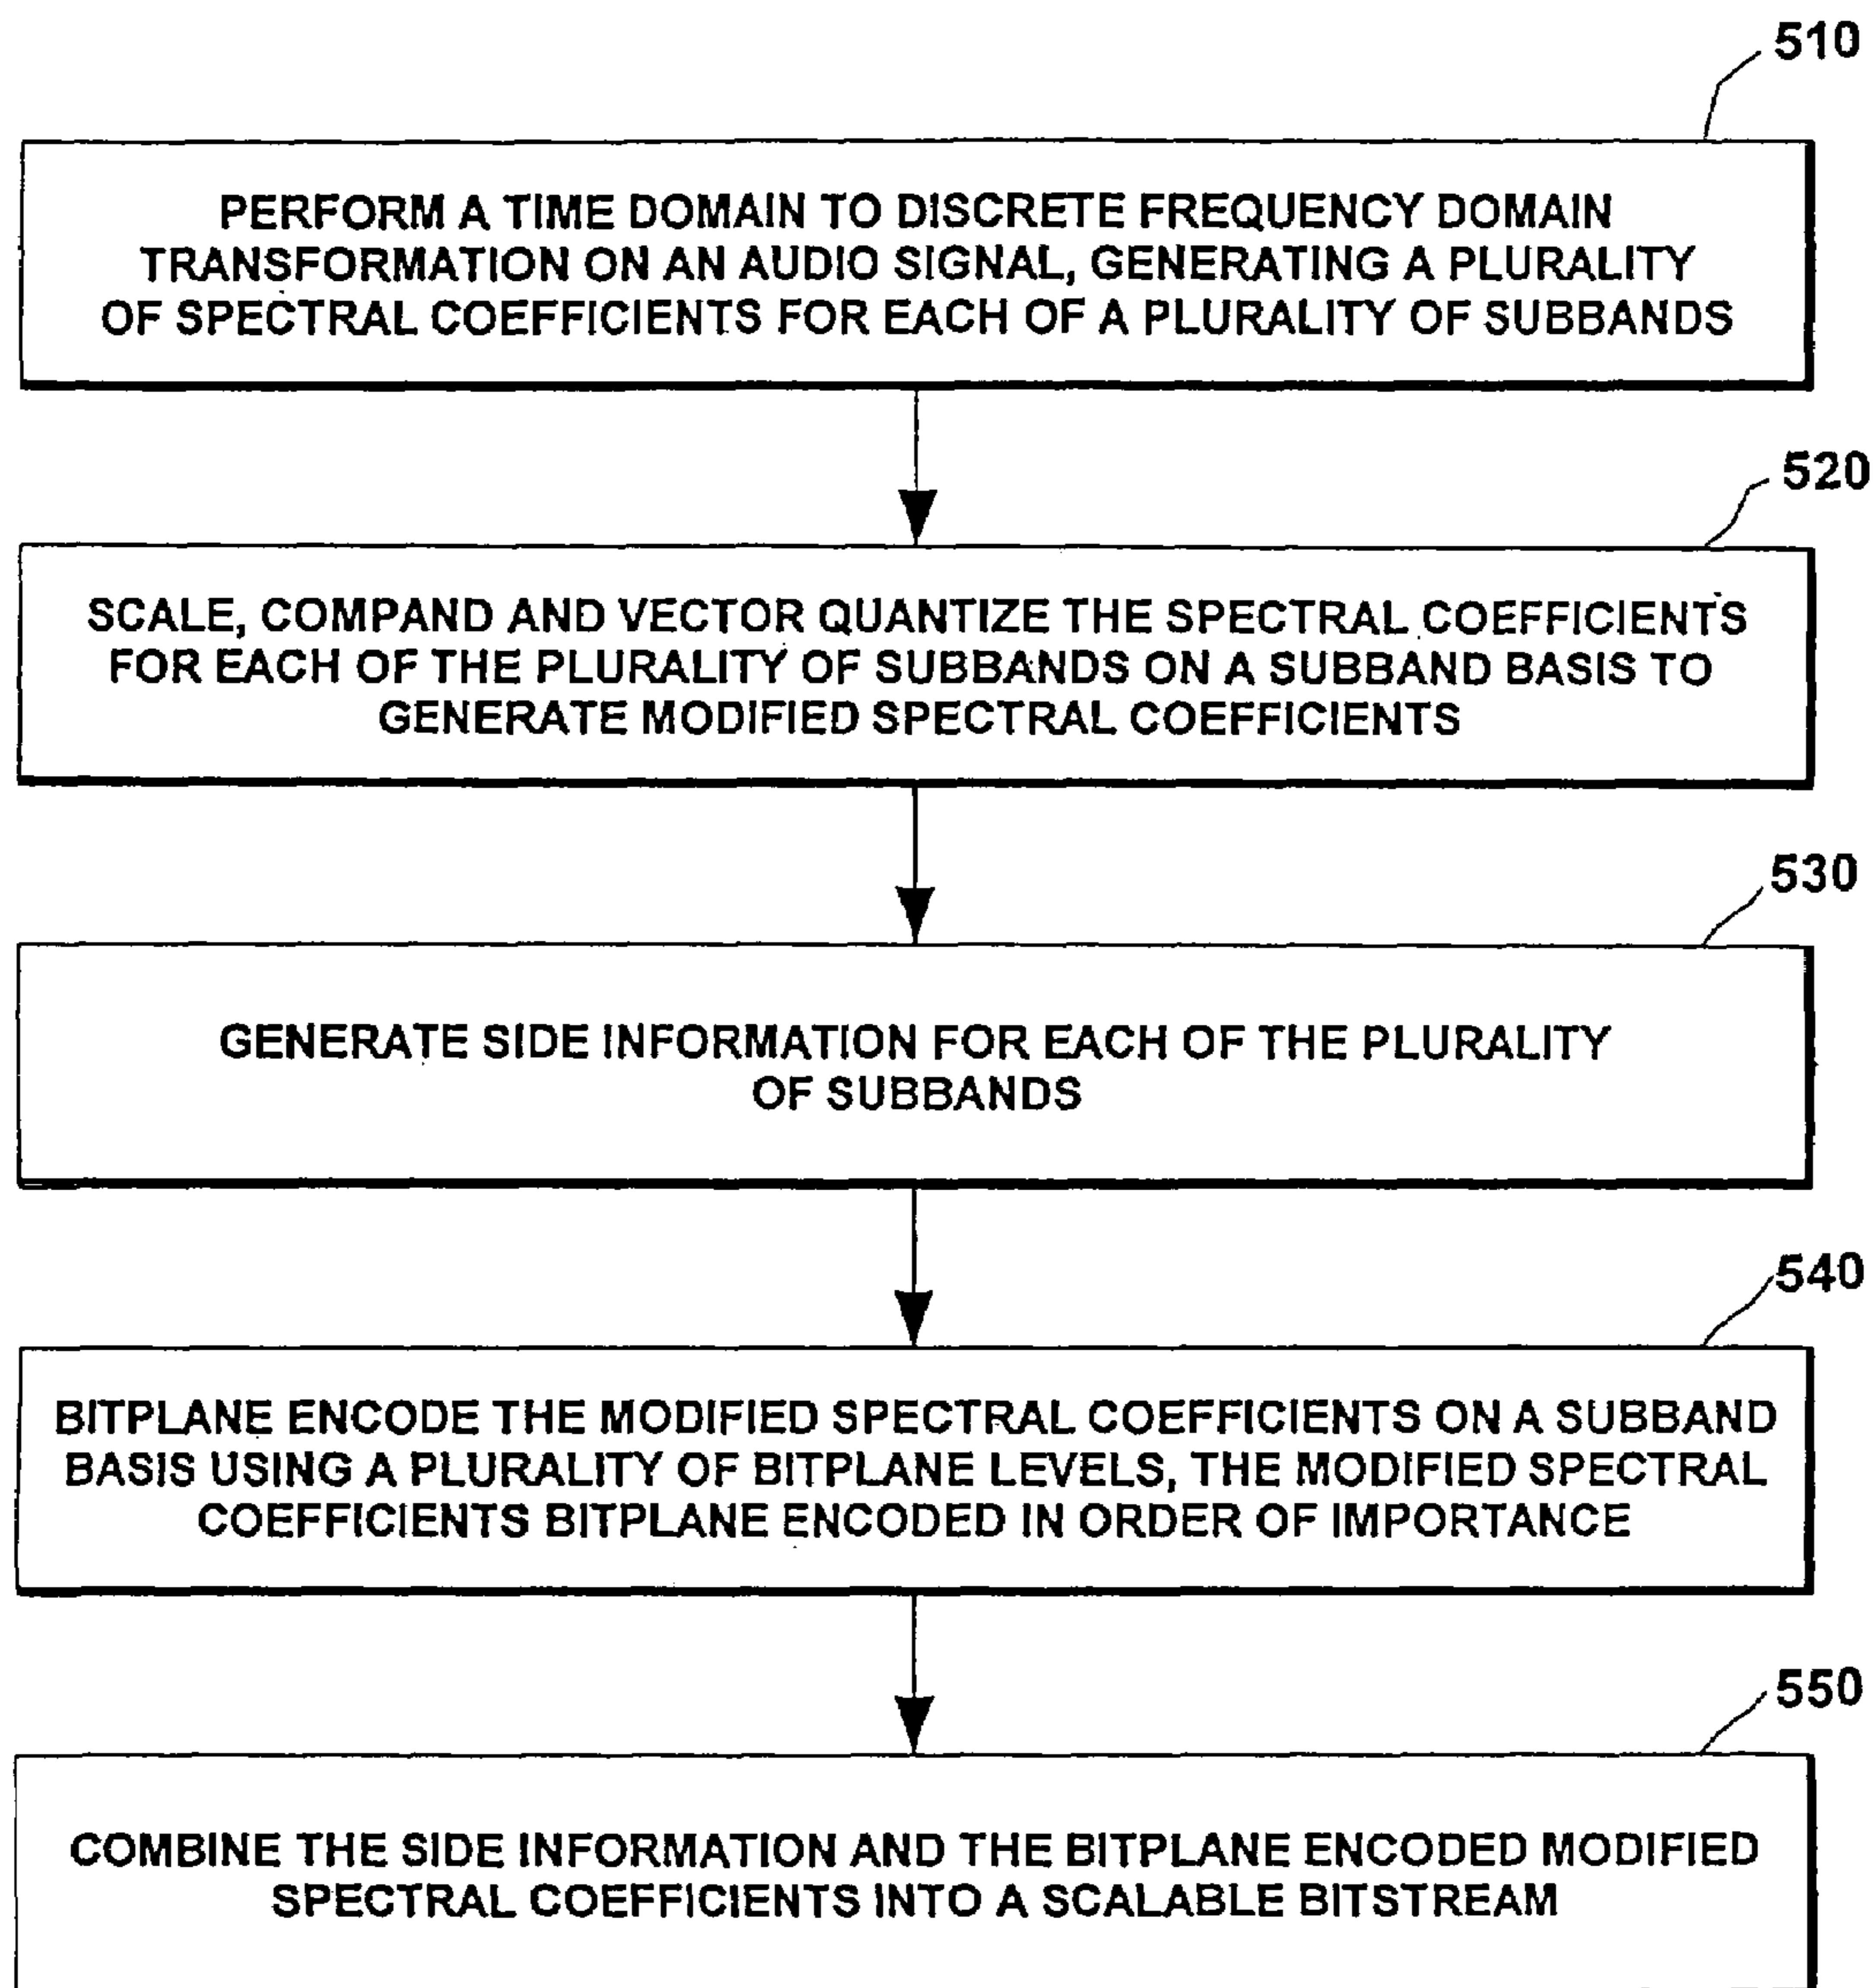 510
PERFORM A TIME DOMAIN TO DISCRETE FREQUENCY DOMAIN
TRANSFORMATION ON AN AUDIO SIGNAL, GENERATING A PLURALITY
OF SPECTRAL COEFFICIENTS FOR EACH OF A PLURALITY OF SUBBANDS
520
SCALE, COMPAND AND VECTOR QUANTIZE THE SPECTRAL COEFFICIENTS
FOR EACH OF THE PLURALITY OF SUBBANDS ON A SUBBAND BASIS TO
GENERATE MODIFIED SPECTRAL COEFFICIENTS
530
GENERATE SIDE INFORMATION FOR EACH OF THE PLURALITY
OF SUBBANDS
540
BITPLANE ENCODE THE MODIFIED SPECTRAL COEFFICIENTS ON A SUBBAND
BASIS USING A PLURALITY OF BITPLANE LEVELS, THE MODIFIED SPECTRAL
COEFFICIENTS BITPLANE ENCODED IN ORDER OF IMPORTANCE
550
COMBINE THE SIDE INFORMATION AND THE BITPLANE ENCODED MODIFIED
SPECTRAL COEFFICIENTS INTO A SCALABLE BITSTREAM